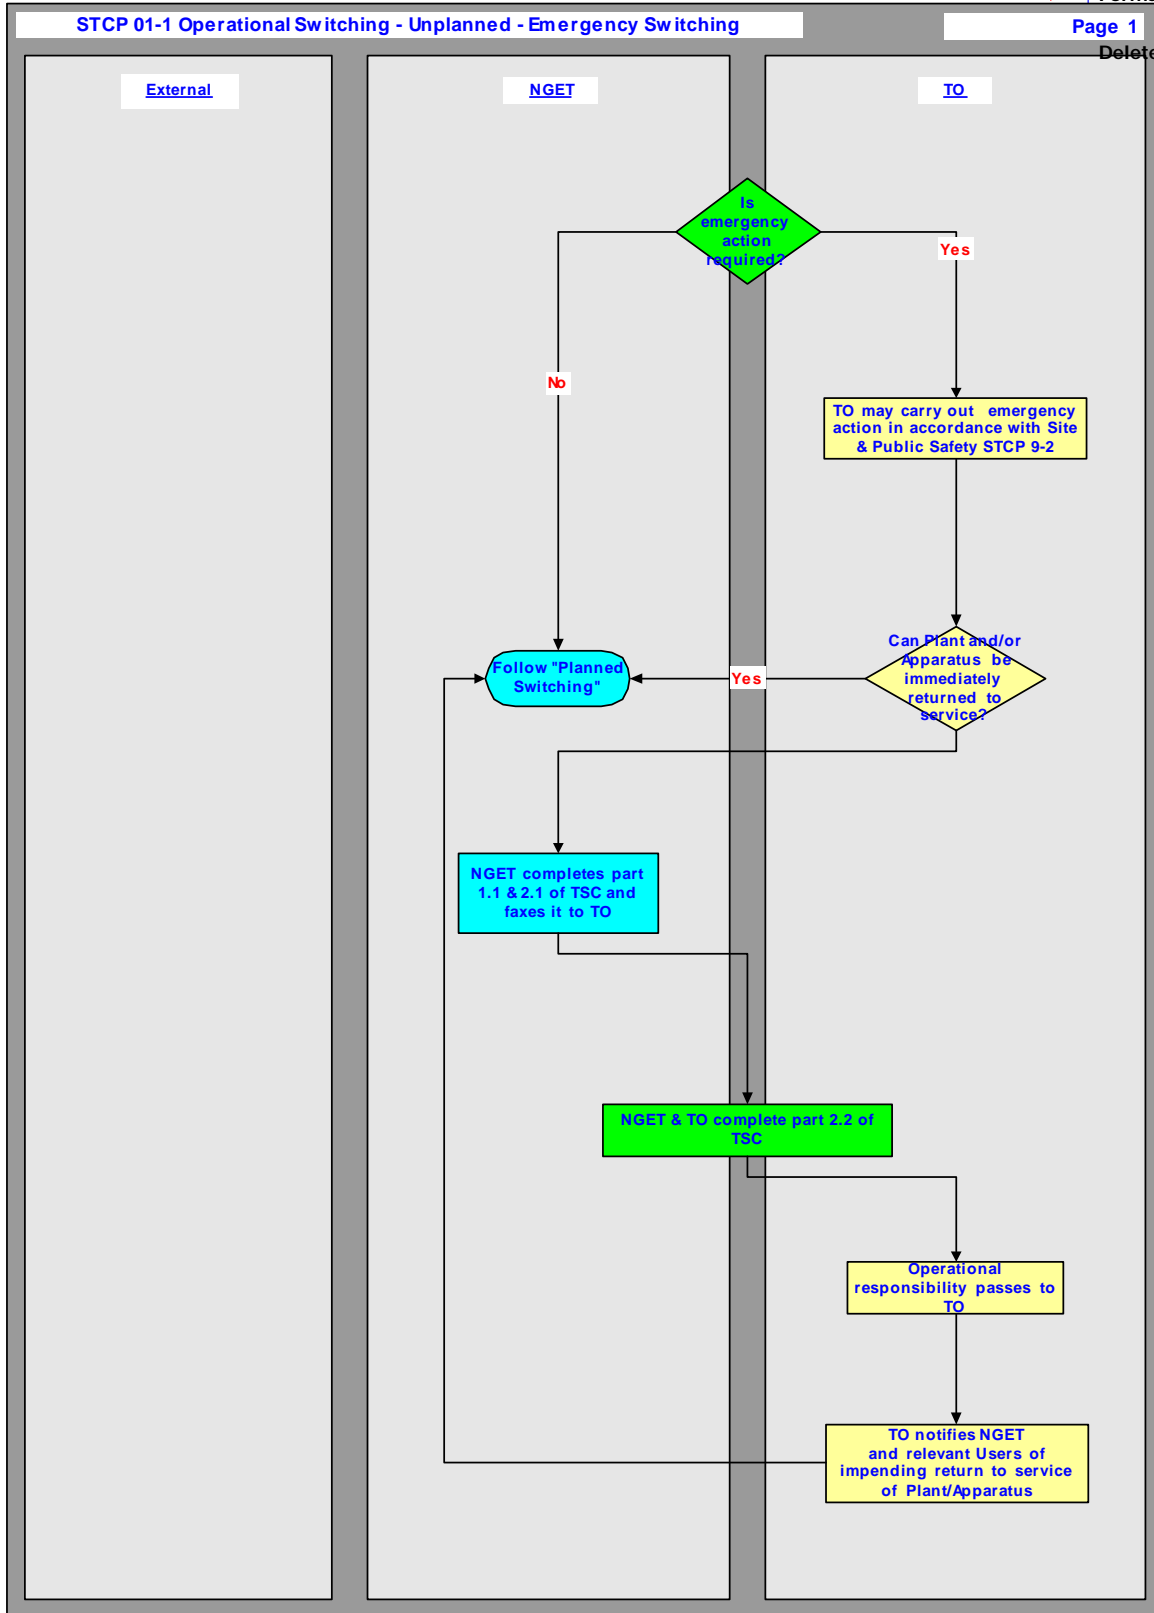 STCP 01-1 Operational Switching - Unplanned - Emergency Switching
Page 1
Delete
External
NGET
TO
Is
emergency
action
required?
Yes
No
TO may carry out emergency
action in accordance with Site
& Public Safety STCP 9-2
Can Plant and/or
Apparatus be
immediately
returned to
service?
Yes
Follow "Planned
Switching"
NGET completes part
1.1 & 2.1 of TSC and
faxes it to TO
NGET & TO complete part 2.2 of
TSC
Operational
responsibility passes to
TO
TO notifies NGET
and relevant Users of
impending return to service
of Plant/Apparatus